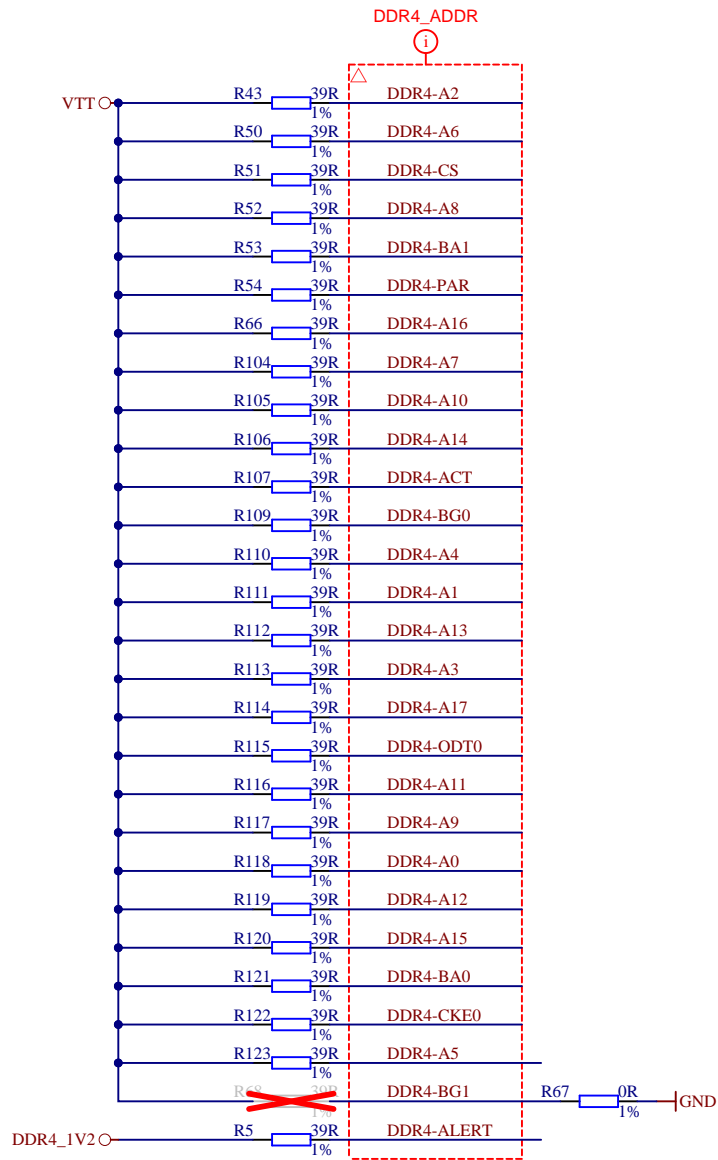 DDR4_ADDR
i
VTT R43 39R 1% DDR4-A2
R50 39R 1% DDR4-A6
R51 39R 1% DDR4-CS
R52 39R 1% DDR4-A8
R53 39R 1% DDR4-BA1
R54 39R 1% DDR4-PAR
R66 39R 1% DDR4-A16
R104 39R 1% DDR4-A7
R105 39R 1% DDR4-A10
R106 39R 1% DDR4-A14
R107 39R 1% DDR4-ACT
R109 39R 1% DDR4-BG0
R110 39R 1% DDR4-A4
R111 39R 1% DDR4-A1
R112 39R 1% DDR4-A13
R113 39R 1% DDR4-A3
R114 39R 1% DDR4-A17
R115 39R 1% DDR4-ODT0
R116 39R 1% DDR4-A11
R117 39R 1% DDR4-A9
R118 39R 1% DDR4-A0
R119 39R 1% DDR4-A12
R120 39R 1% DDR4-A15
R121 39R 1% DDR4-BA0
R122 39R 1% DDR4-CKE0
R123 39R 1% DDR4-A5
R68 39R 1% DDR4-BG1 R67 0R 1% GND
DDR4_1V2 R5 39R 1% DDR4-ALERT